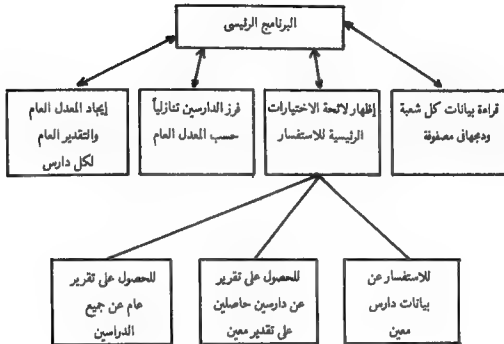 البرنامج الرئيسى
قراءة بيانات كل شعبة
ودمجها فى مصفوفة
إظهار لائحة الاختيارات
الرئيسية للاستفسار
فرز الدارسين تنازلياً
حسب المعدل العام
إيجاد المعدل العام
والتقدير العام
لكل دارس
للاستفسار عن
بيانات دارس
معين
للحصول على تقرير
عن دارسين حاصلين
على تقدير معين
للحصول على تقرير
عام عن جميع
الدراسين